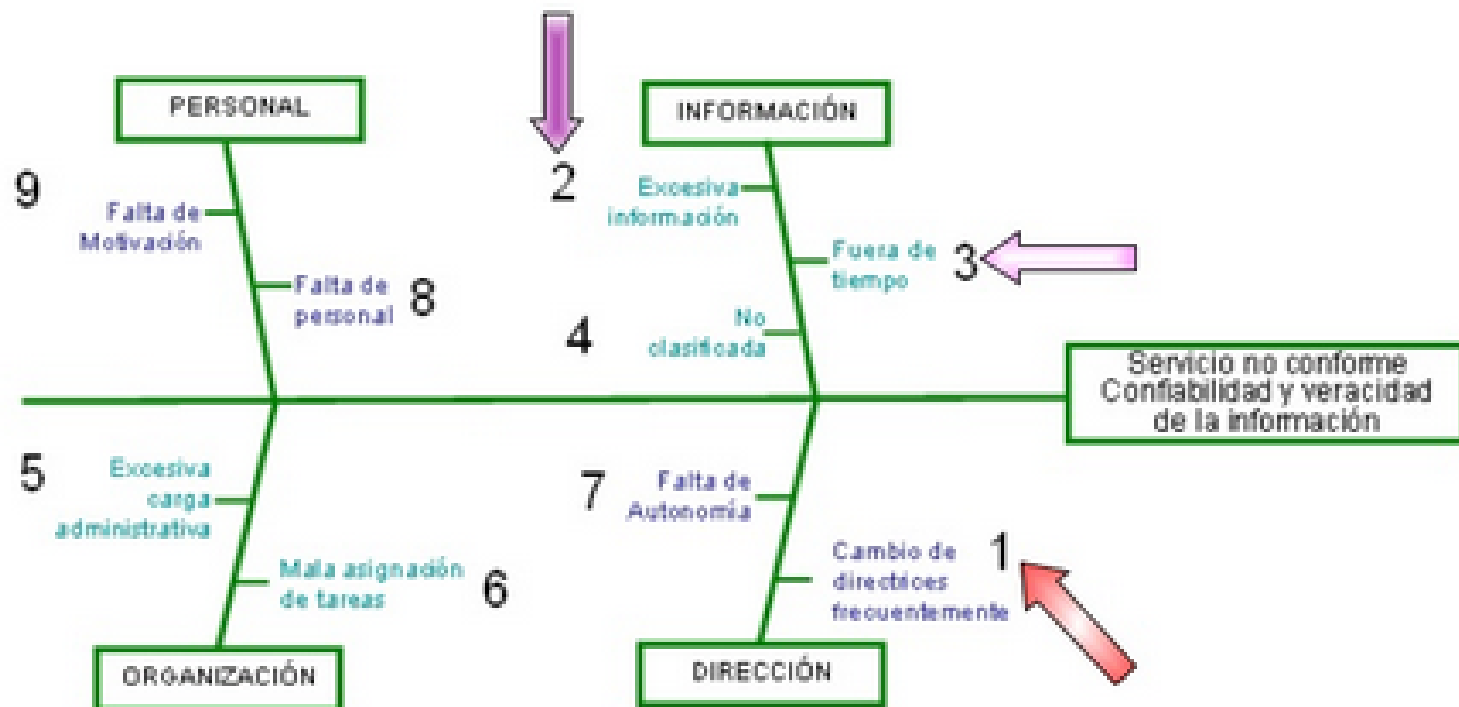 PERSONAL
INFORMACIÓN
9
Falta de
Motivación
Falta de
personal
8
2
Excesiva
información
Fuera de
tiempo
3
4
No
clasificada
Servicio no conforme
Confiabilidad y veracidad
de la información
5
Excesiva
carga
administrativa
Mala asignación
de tareas
6
7
Falta de
Autonomía
Cambio de
directrices
frecuentemente
1
ORGANIZACIÓN
DIRECCIÓN